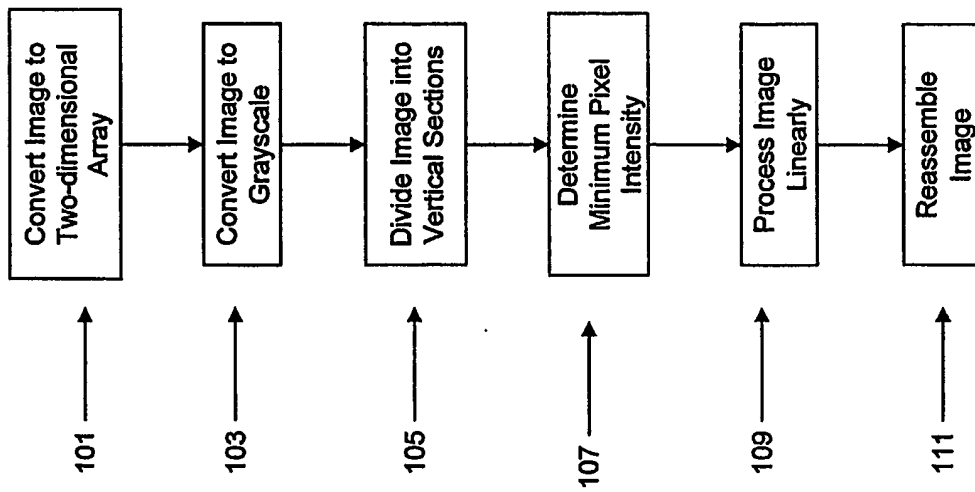 101
Convert Image to
Two-dimensional
Array
103
Convert Image to
Grayscale
105
Divide Image into
Vertical Sections
107
Determine
Minimum Pixel
Intensity
109
Process Image
Linearly
111
Reassemble
Image